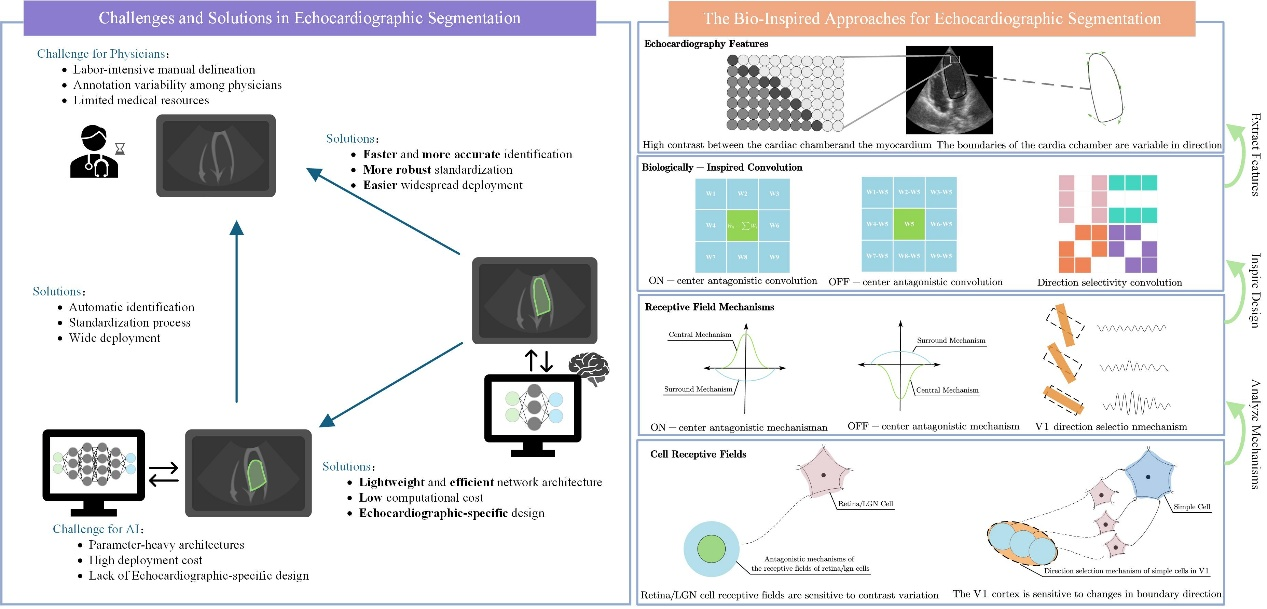 Challenges and Solutions in Echocardiographic Segmentation
Challenge for Physicians:
• Labor-intensive manual delineation
• Annotation variability among physicians
• Limited medical resources
Solutions:
• Faster and more accurate identification
• More robust standardization
• Easier widespread deployment
Solutions:
• Automatic identification
• Standardization process
• Wide deployment
Solutions:
• Lightweight and efficient network architecture
• Low computational cost
• Echocardiographic-specific design
Challenge for AI:
• Parameter-heavy architectures
• High deployment cost
• Lack of Echocardiographic-specific design
The Bio-Inspired Approaches for Echocardiographic Segmentation
Echocardiography Features
High contrast between the cardiac chamberand the myocardium
The boundaries of the cardia cchamber are variable in direction
Biologically-Inspired Convolution
W1 W2 W3
W4 W6
W7 W8 W9
ON-center antagonistic convolution
W1-W5 W2-W5 W3-W5
W4-W5 W5 W6-W5
W7-W5 W8-W5 W9-W5
OFF-center antagonistic convolution
Direction selectivity convolution
Receptive Field Mechanisms
Central Mechanism
Surround Mechanism
ON-center antagonistic mechanisman
Surround Mechanism
Central Mechanism
OFF-center antagonistic mechanism
V1 direction selectio nmechanism
Cell Receptive Fields
Retina/LGN Cell
Antagonistic mechanisms of
the receptive fields of retina/lgn cells
Retina/LGN cell receptive fields are sensitive to contrast variation
Simple Cell
Direction selection mechanism of simple cells in V1
The V1 cortex is sensitive to changes in boundary direction
Extract Features
Inspire Design
Analyze Mechanisms